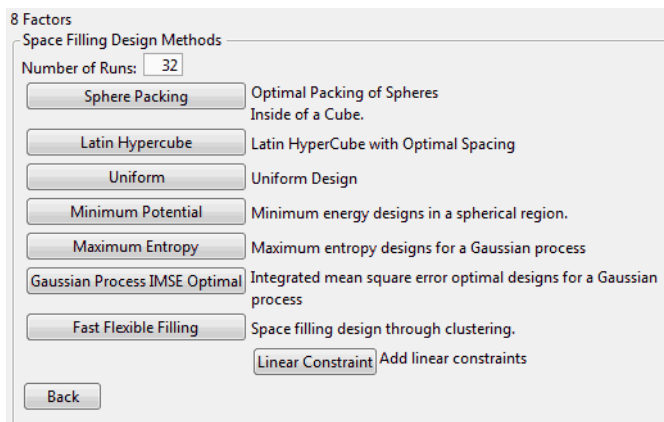 8 Factors
Space Filling Design Methods
Number of Runs: 32
Sphere Packing Optimal Packing of Spheres
Inside of a Cube.
Latin Hypercube Latin HyperCube with Optimal Spacing
Uniform Uniform Design
Minimum Potential Minimum energy designs in a spherical region.
Maximum Entropy Maximum entropy designs for a Gaussian process
Gaussian Process IMSE Optimal Integrated mean square error optimal designs for a Gaussian
process
Fast Flexible Filling Space filling design through clustering.
Linear Constraint Add linear constraints
Back